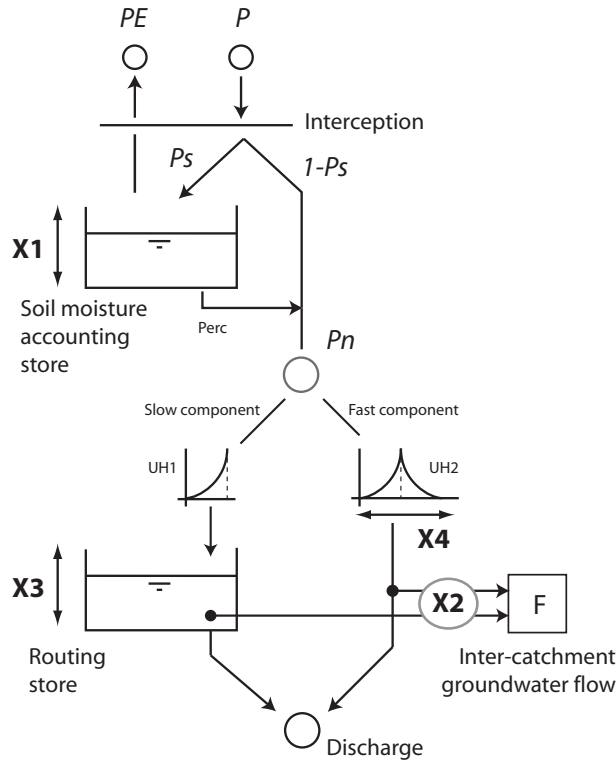 PE
P
Interception
Ps
1-Ps
X1
Soil moisture
accounting
store
Perc
Pn
Slow component
Fast component
UH1
UH2
X4
X3
X2
F
Routing
store
Inter-catchment
groundwater flow
Discharge